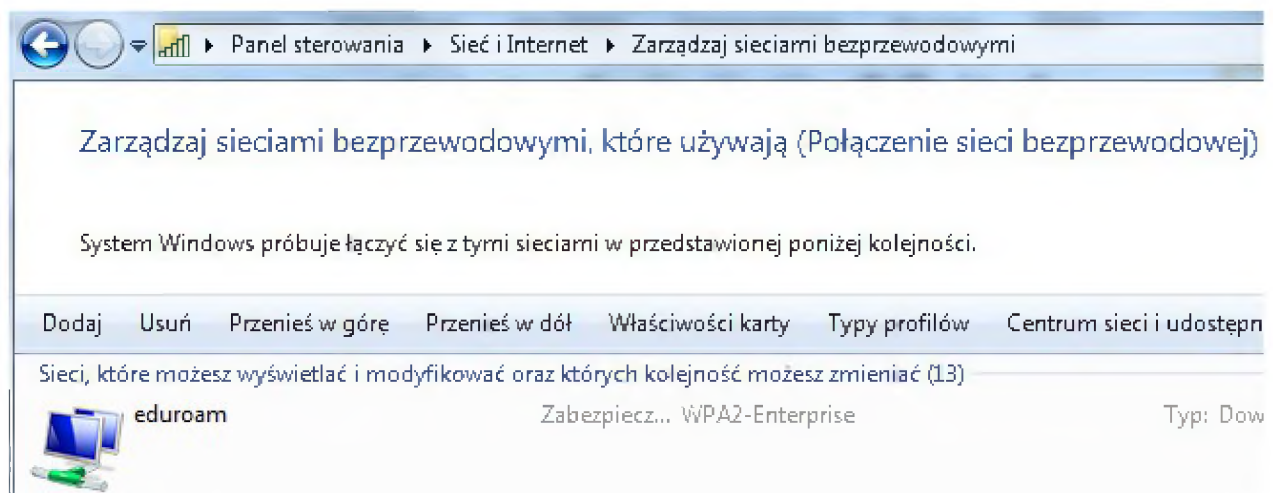 Panel sterowania ▸ Sieć i Internet ▸ Zarządzaj sieciami bezprzewodowymi
Zarządzaj sieciami bezprzewodowymi, które używają (Połączenie sieci bezprzewodowej)
System Windows próbuje łączyć się z tymi sieciami w przedstawionej poniżej kolejności.
Dodaj Usuń Przenieś w górę Przenieś w dół Właściwości karty Typy profilów Centrum sieci i udostępn
Sieci, które możesz wyświetlać i modyfikować oraz których kolejność możesz zmieniać (13)
eduroam Zabezpiecz... WPA2-Enterprise Typ: Dow